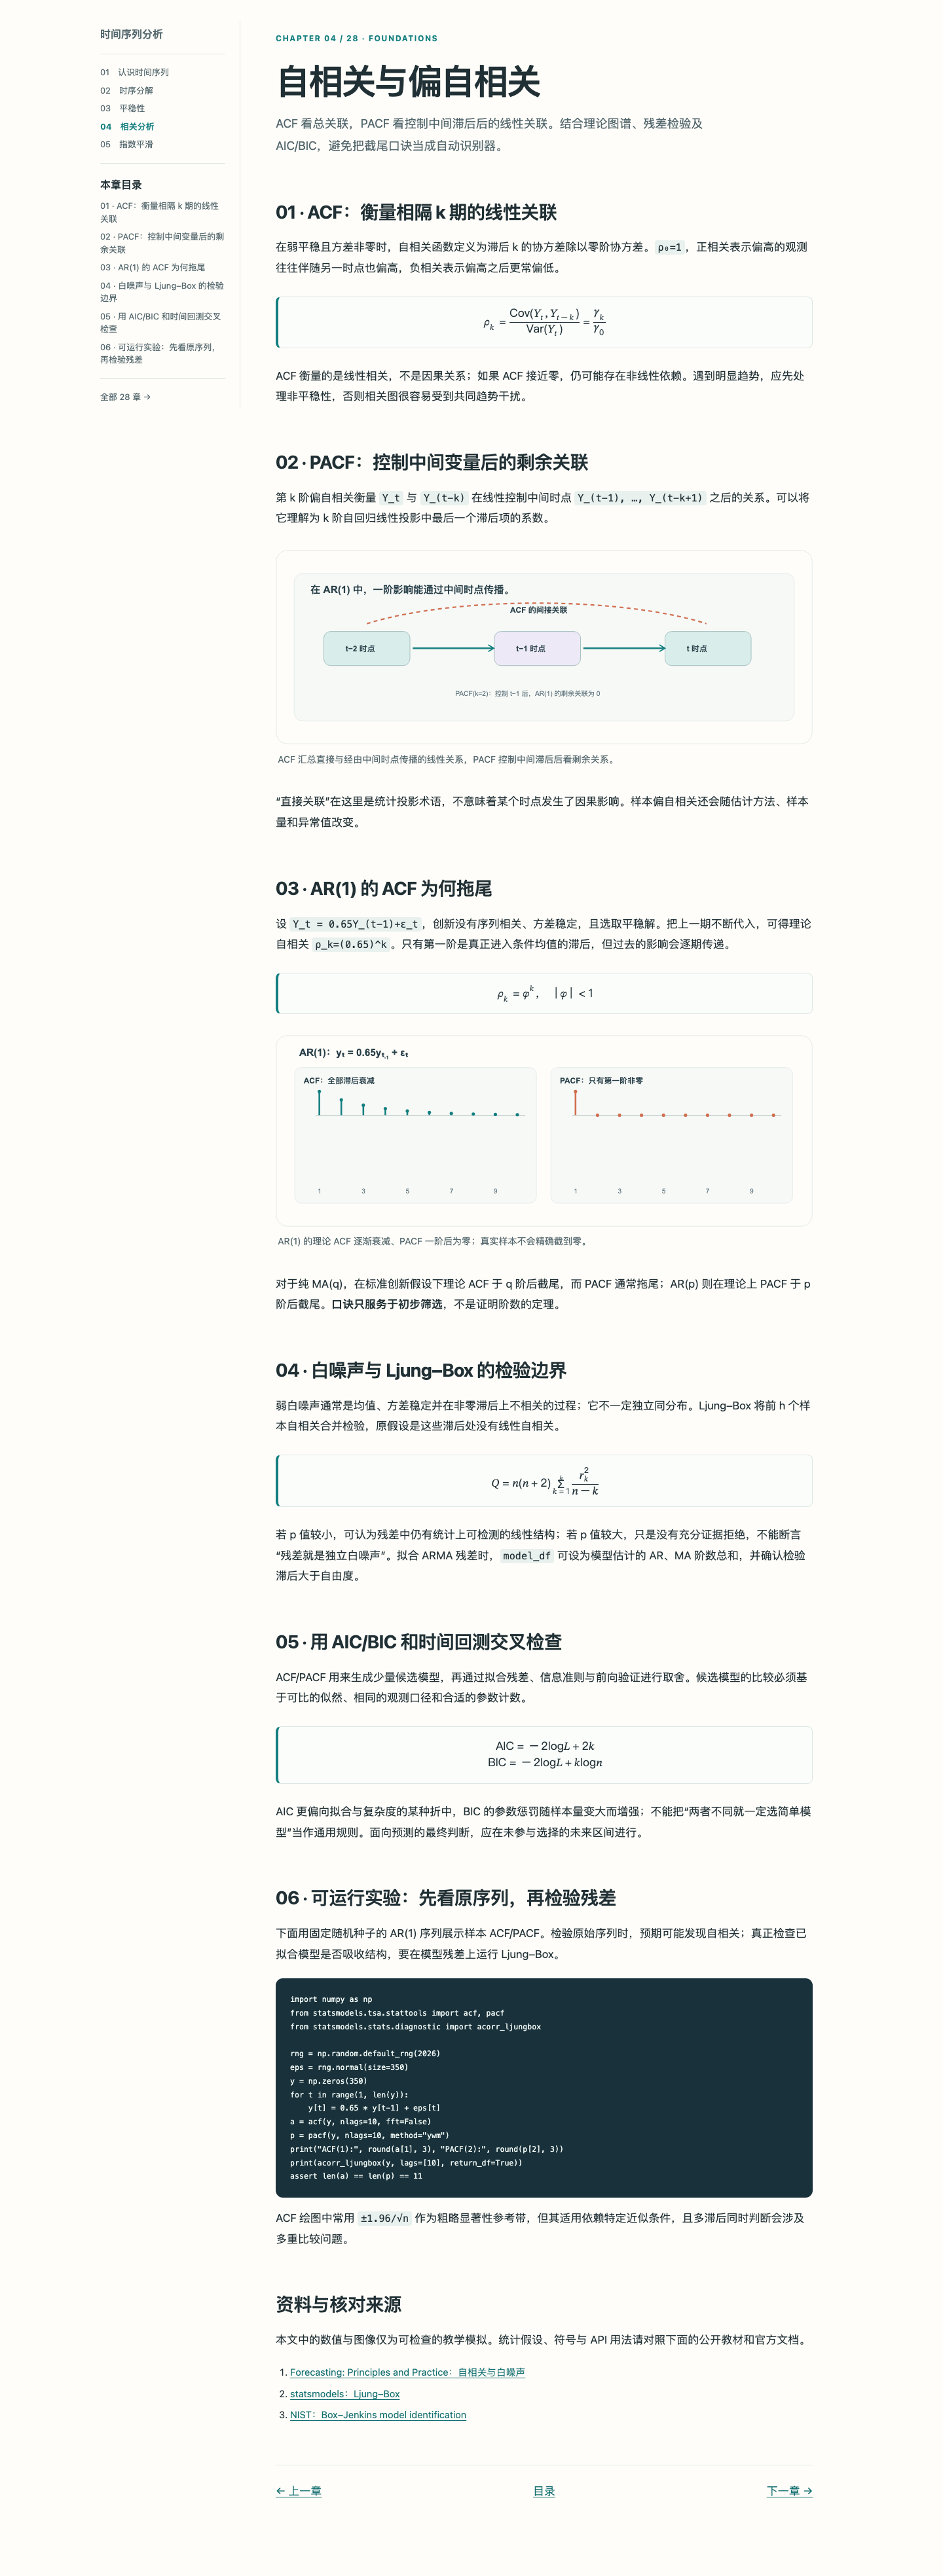 时间序列分析
01 认识时间序列
02 时序分解
03 平稳性
04 相关分析
05 指数平滑
本章目录
01 · ACF：衡量相隔 k 期的线性
关联
02 · PACF：控制中间变量后的剩
余关联
03 · AR(1) 的 ACF 为何拖尾
04 · 白噪声与 Ljung–Box 的检验
边界
05 · 用 AIC/BIC 和时间回测交叉
检查
06 · 可运行实验：先看原序列，
再检验残差
全部 28 章 →
CHAPTER 04 / 28 · FOUNDATIONS
自相关与偏自相关
ACF 看总关联，PACF 看控制中间滞后后的线性关联。结合理论图谱、残差检验及
AIC/BIC，避免把截尾口诀当成自动识别器。
01 · ACF：衡量相隔 k 期的线性关联
在弱平稳且方差非零时，自相关函数定义为滞后 k 的协方差除以零阶协方差。ρ₀=1，正相关表示偏高的观测
往往伴随另一时点也偏高，负相关表示偏高之后更常偏低。
ρ_k = Cov(Y_t, Y_{t−k}) / Var(Y_t) = γ_k / γ_0
ACF 衡量的是线性相关，不是因果关系；如果 ACF 接近零，仍可能存在非线性依赖。遇到明显趋势，应先处
理非平稳性，否则相关图很容易受到共同趋势干扰。
02 · PACF：控制中间变量后的剩余关联
第 k 阶偏自相关衡量 Y_t 与 Y_(t-k) 在线性控制中间时点 Y_(t-1), …, Y_(t-k+1) 之后的关系。可以将
它理解为 k 阶自回归线性投影中最后一个滞后项的系数。
在 AR(1) 中，一阶影响能通过中间时点传播。
ACF 的间接关联
t−2 时点
t−1 时点
t 时点
PACF(k=2)：控制 t−1 后，AR(1) 的剩余关联为 0
ACF 汇总直接与经由中间时点传播的线性关系，PACF 控制中间滞后后看剩余关系。
“直接关联”在这里是统计投影术语，不意味着某个时点发生了因果影响。样本偏自相关还会随估计方法、样本
量和异常值改变。
03 · AR(1) 的 ACF 为何拖尾
设 Y_t = 0.65Y_(t-1)+ε_t，创新没有序列相关、方差稳定，且选取平稳解。把上一期不断代入，可得理论
自相关 ρ_k=(0.65)^k。只有第一阶是真正进入条件均值的滞后，但过去的影响会逐期传递。
ρ_k = φ^k, |φ| < 1
AR(1)：yₜ = 0.65yₜ₋₁ + εₜ
ACF：全部滞后衰减
1 3 5 7 9
PACF：只有第一阶非零
1 3 5 7 9
AR(1) 的理论 ACF 逐渐衰减、PACF 一阶后为零；真实样本不会精确截到零。
对于纯 MA(q)，在标准创新假设下理论 ACF 于 q 阶后截尾，而 PACF 通常拖尾；AR(p) 则在理论上 PACF 于 p
阶后截尾。口诀只服务于初步筛选，不是证明阶数的定理。
04 · 白噪声与 Ljung–Box 的检验边界
弱白噪声通常是均值、方差稳定并在非零滞后上不相关的过程；它不一定独立同分布。Ljung–Box 将前 h 个样
本自相关合并检验，原假设是这些滞后处没有线性自相关。
Q = n(n + 2) Σ_{k=1}^{h} r_k^2 / (n − k)
若 p 值较小，可认为残差中仍有统计上可检测的线性结构；若 p 值较大，只是没有充分证据拒绝，不能断言
“残差就是独立白噪声”。拟合 ARMA 残差时，model_df 可设为模型估计的 AR、MA 阶数总和，并确认检验
滞后大于自由度。
05 · 用 AIC/BIC 和时间回测交叉检查
ACF/PACF 用来生成少量候选模型，再通过拟合残差、信息准则与前向验证进行取舍。候选模型的比较必须基
于可比的似然、相同的观测口径和合适的参数计数。
AIC = − 2logL + 2k
BIC = − 2logL + klogn
AIC 更偏向拟合与复杂度的某种折中，BIC 的参数惩罚随样本量变大而增强；不能把“两者不同就一定选简单模
型”当作通用规则。面向预测的最终判断，应在未参与选择的未来区间进行。
06 · 可运行实验：先看原序列，再检验残差
下面用固定随机种子的 AR(1) 序列展示样本 ACF/PACF。检验原始序列时，预期可能发现自相关；真正检查已
拟合模型是否吸收结构，要在模型残差上运行 Ljung–Box。
import numpy as np
from statsmodels.tsa.stattools import acf, pacf
from statsmodels.stats.diagnostic import acorr_ljungbox
rng = np.random.default_rng(2026)
eps = rng.normal(size=350)
y = np.zeros(350)
for t in range(1, len(y)):
    y[t] = 0.65 * y[t-1] + eps[t]
a = acf(y, nlags=10, fft=False)
p = pacf(y, nlags=10, method="ywm")
print("ACF(1):", round(a[1], 3), "PACF(2):", round(p[2], 3))
print(acorr_ljungbox(y, lags=[10], return_df=True))
assert len(a) == len(p) == 11
ACF 绘图中常用 ±1.96/√n 作为粗略显著性参考带，但其适用依赖特定近似条件，且多滞后同时判断会涉及
多重比较问题。
资料与核对来源
本文中的数值与图像仅为可检查的教学模拟。统计假设、符号与 API 用法请对照下面的公开教材和官方文档。
1. Forecasting: Principles and Practice：自相关与白噪声
2. statsmodels：Ljung–Box
3. NIST：Box–Jenkins model identification
← 上一章 目录 下一章 →